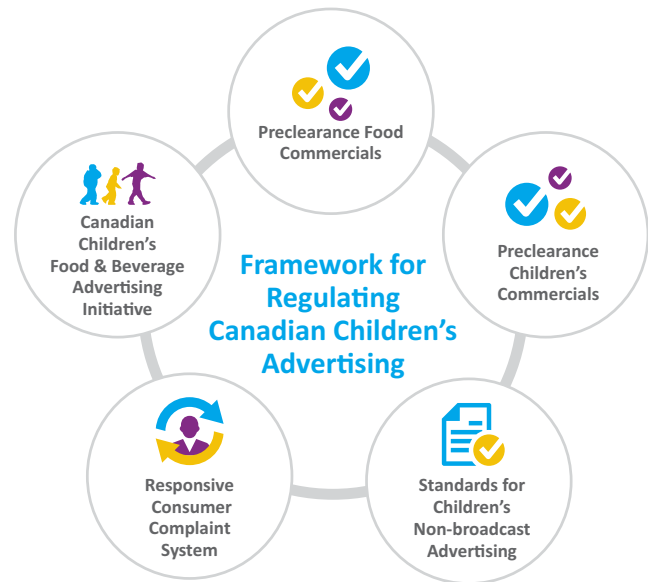 Preclearance Food
Commercials
Canadian
Children's
Food & Beverage
Advertising
Initiative
Preclearance
Children's
Commercials
Framework for
Regulating
Canadian Children's
Advertising
Responsive
Consumer
Complaint
System
Standards for
Children's
Non-broadcast
Advertising